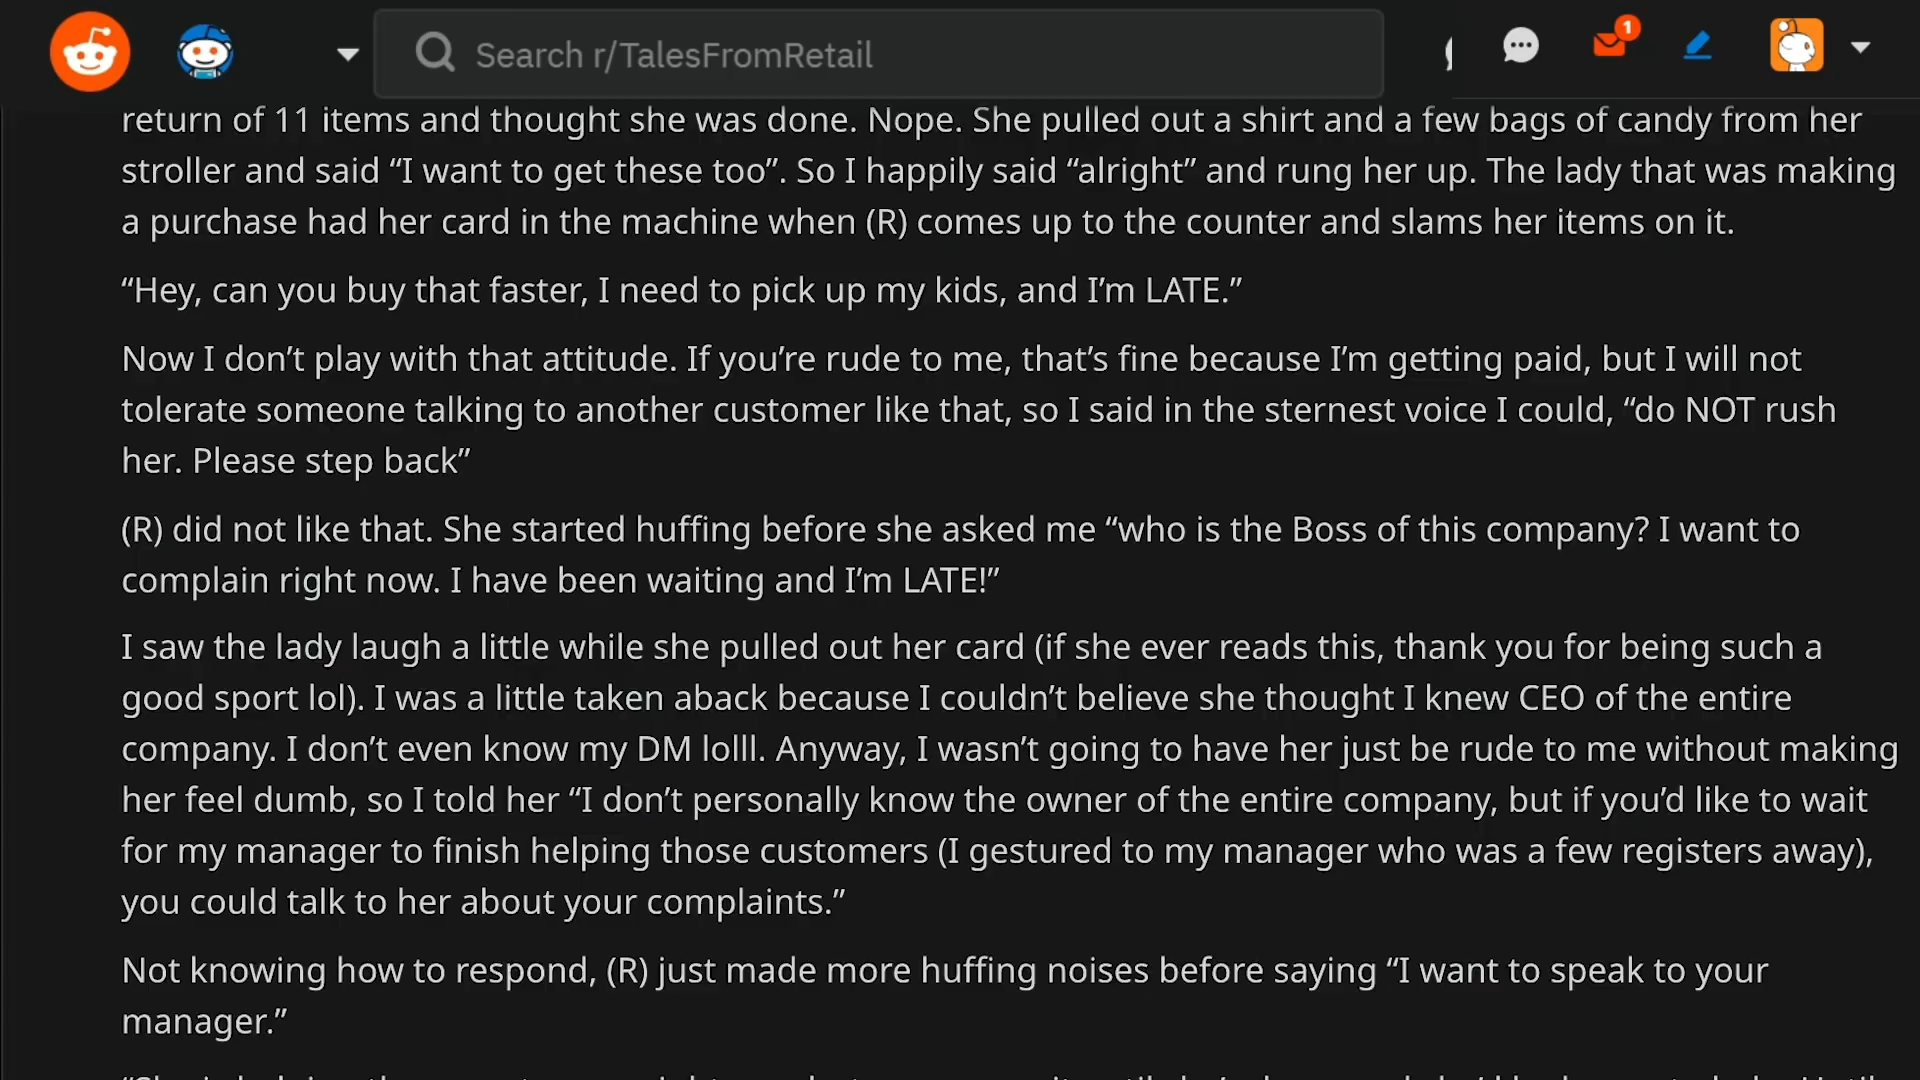 Search r/TalesFromRetail
1
return of 11 items and thought she was done. Nope. She pulled out a shirt and a few bags of candy from her
stroller and said “I want to get these too”. So I happily said “alright” and rung her up. The lady that was making
a purchase had her card in the machine when (R) comes up to the counter and slams her items on it.
“Hey, can you buy that faster, I need to pick up my kids, and I’m LATE.”
Now I don’t play with that attitude. If you’re rude to me, that’s fine because I’m getting paid, but I will not
tolerate someone talking to another customer like that, so I said in the sternest voice I could, “do NOT rush
her. Please step back”
(R) did not like that. She started huffing before she asked me “who is the Boss of this company? I want to
complain right now. I have been waiting and I’m LATE!”
I saw the lady laugh a little while she pulled out her card (if she ever reads this, thank you for being such a
good sport lol). I was a little taken aback because I couldn’t believe she thought I knew CEO of the entire
company. I don’t even know my DM lolll. Anyway, I wasn’t going to have her just be rude to me without making
her feel dumb, so I told her “I don’t personally know the owner of the entire company, but if you’d like to wait
for my manager to finish helping those customers (I gestured to my manager who was a few registers away),
you could talk to her about your complaints.”
Not knowing how to respond, (R) just made more huffing noises before saying “I want to speak to your
manager.”